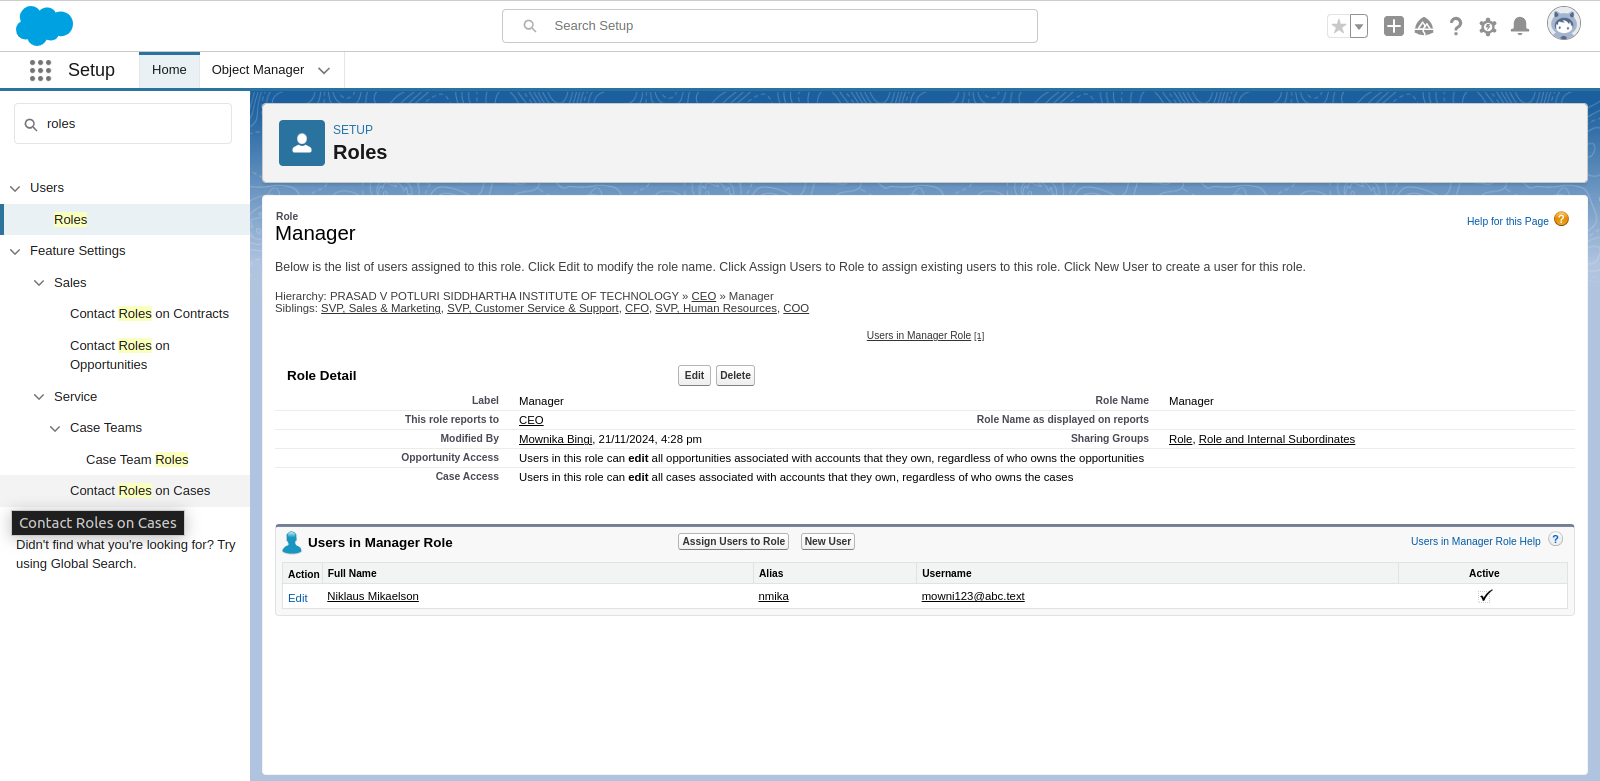 Search Setup
Setup
Home
Object Manager
roles
Users
Roles
Feature Settings
Sales
Contact Roles on Contracts
Contact Roles on
Opportunities
Service
Case Teams
Case Team Roles
Contact Roles on Cases
Contact Roles on Cases
Didn't find what you're looking for? Try
using Global Search.
SETUP
Roles
Role
Manager
Help for this Page ?
Below is the list of users assigned to this role. Click Edit to modify the role name. Click Assign Users to Role to assign existing users to this role. Click New User to create a user for this role.
Hierarchy: PRASAD V POTLURI SIDDHARTHA INSTITUTE OF TECHNOLOGY » CEO » Manager
Siblings: SVP, Sales & Marketing, SVP, Customer Service & Support, CFO, SVP, Human Resources, COO
Users in Manager Role [1]
Role Detail Edit Delete
Label Manager Role Name Manager
This role reports to CEO Role Name as displayed on reports
Modified By Mownika Bingi, 21/11/2024, 4:28 pm Sharing Groups Role, Role and Internal Subordinates
Opportunity Access Users in this role can edit all opportunities associated with accounts that they own, regardless of who owns the opportunities
Case Access Users in this role can edit all cases associated with accounts that they own, regardless of who owns the cases
Users in Manager Role Assign Users to Role New User Users in Manager Role Help ?
Action Full Name Alias Username Active
Edit Niklaus Mikaelson nmika mowni123@abc.text ✓